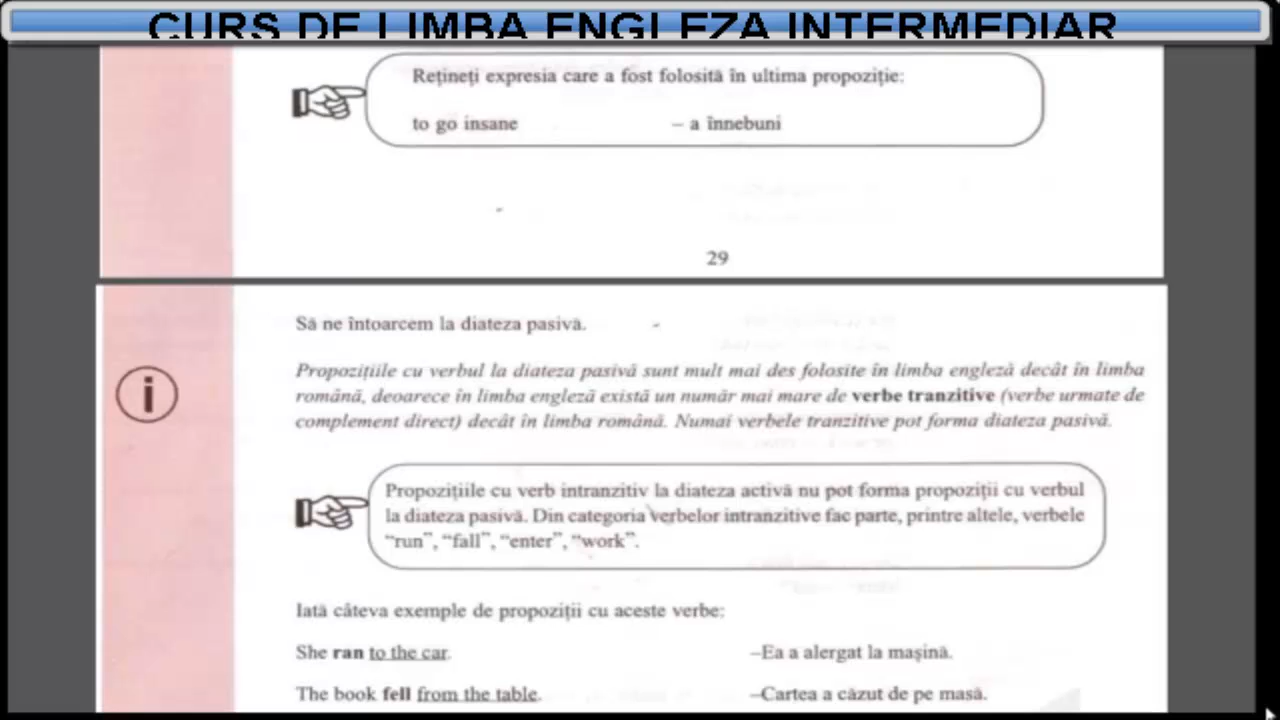 CURS DE LIMBA ENGLEZA INTERMEDIAR
Rețineți expresia care a fost folosită în ultima propoziție:
to go insane – a înnebuni
29
Să ne întoarcem la diateza pasivă.
Propozițiile cu verbul la diateza pasivă sunt mult mai des folosite în limba engleză decât în limba
română, deoarece în limba engleză există un număr mai mare de verbe tranzitive (verbe urmate de
complement direct) decât în limba română. Numai verbele tranzitive pot forma diateza pasivă.
i
Propozițiile cu verb intranzitiv la diateza activă nu pot forma propoziții cu verbul
la diateza pasivă. Din categoria verbelor intranzitive fac parte, printre altele, verbele
“run”, “fall”, “enter”, “work”.
Iată câteva exemple de propoziții cu aceste verbe:
She ran to the car. –Ea a alergat la mașină.
The book fell from the table. –Cartea a căzut de pe masă.